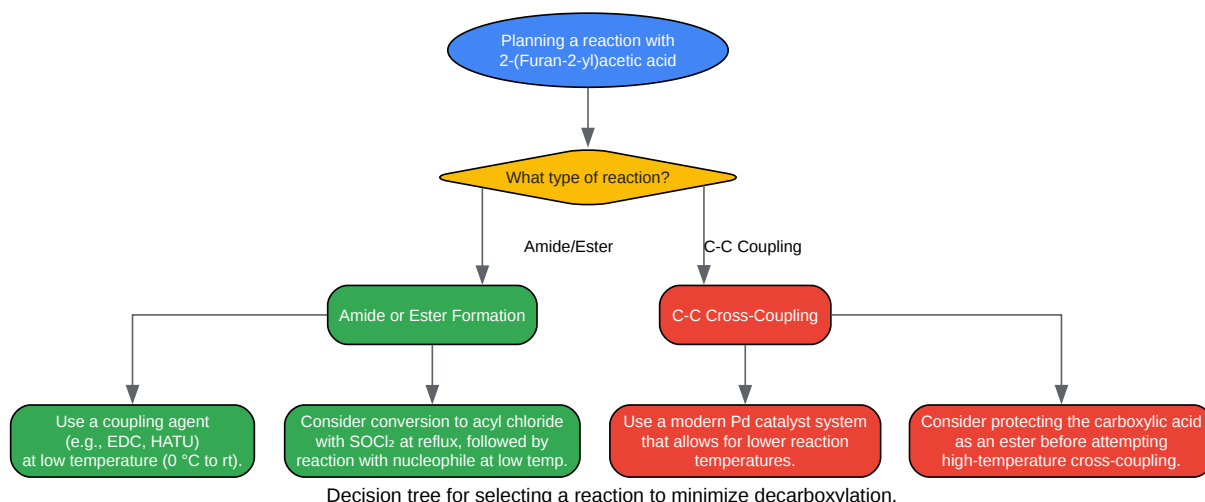 Planning a reaction with
2-(Furan-2-yl)acetic acid
What type of reaction?
Amide/Ester
C-C Coupling
Amide or Ester Formation
C-C Cross-Coupling
Use a coupling agent
(e.g., EDC, HATU)
at low temperature (0 °C to rt).
Consider conversion to acyl chloride
with SOCl₂ at reflux, followed by
reaction with nucleophile at low temp.
Use a modern Pd catalyst system
that allows for lower reaction
temperatures.
Consider protecting the carboxylic acid
as an ester before attempting
high-temperature cross-coupling.
Decision tree for selecting a reaction to minimize decarboxylation.